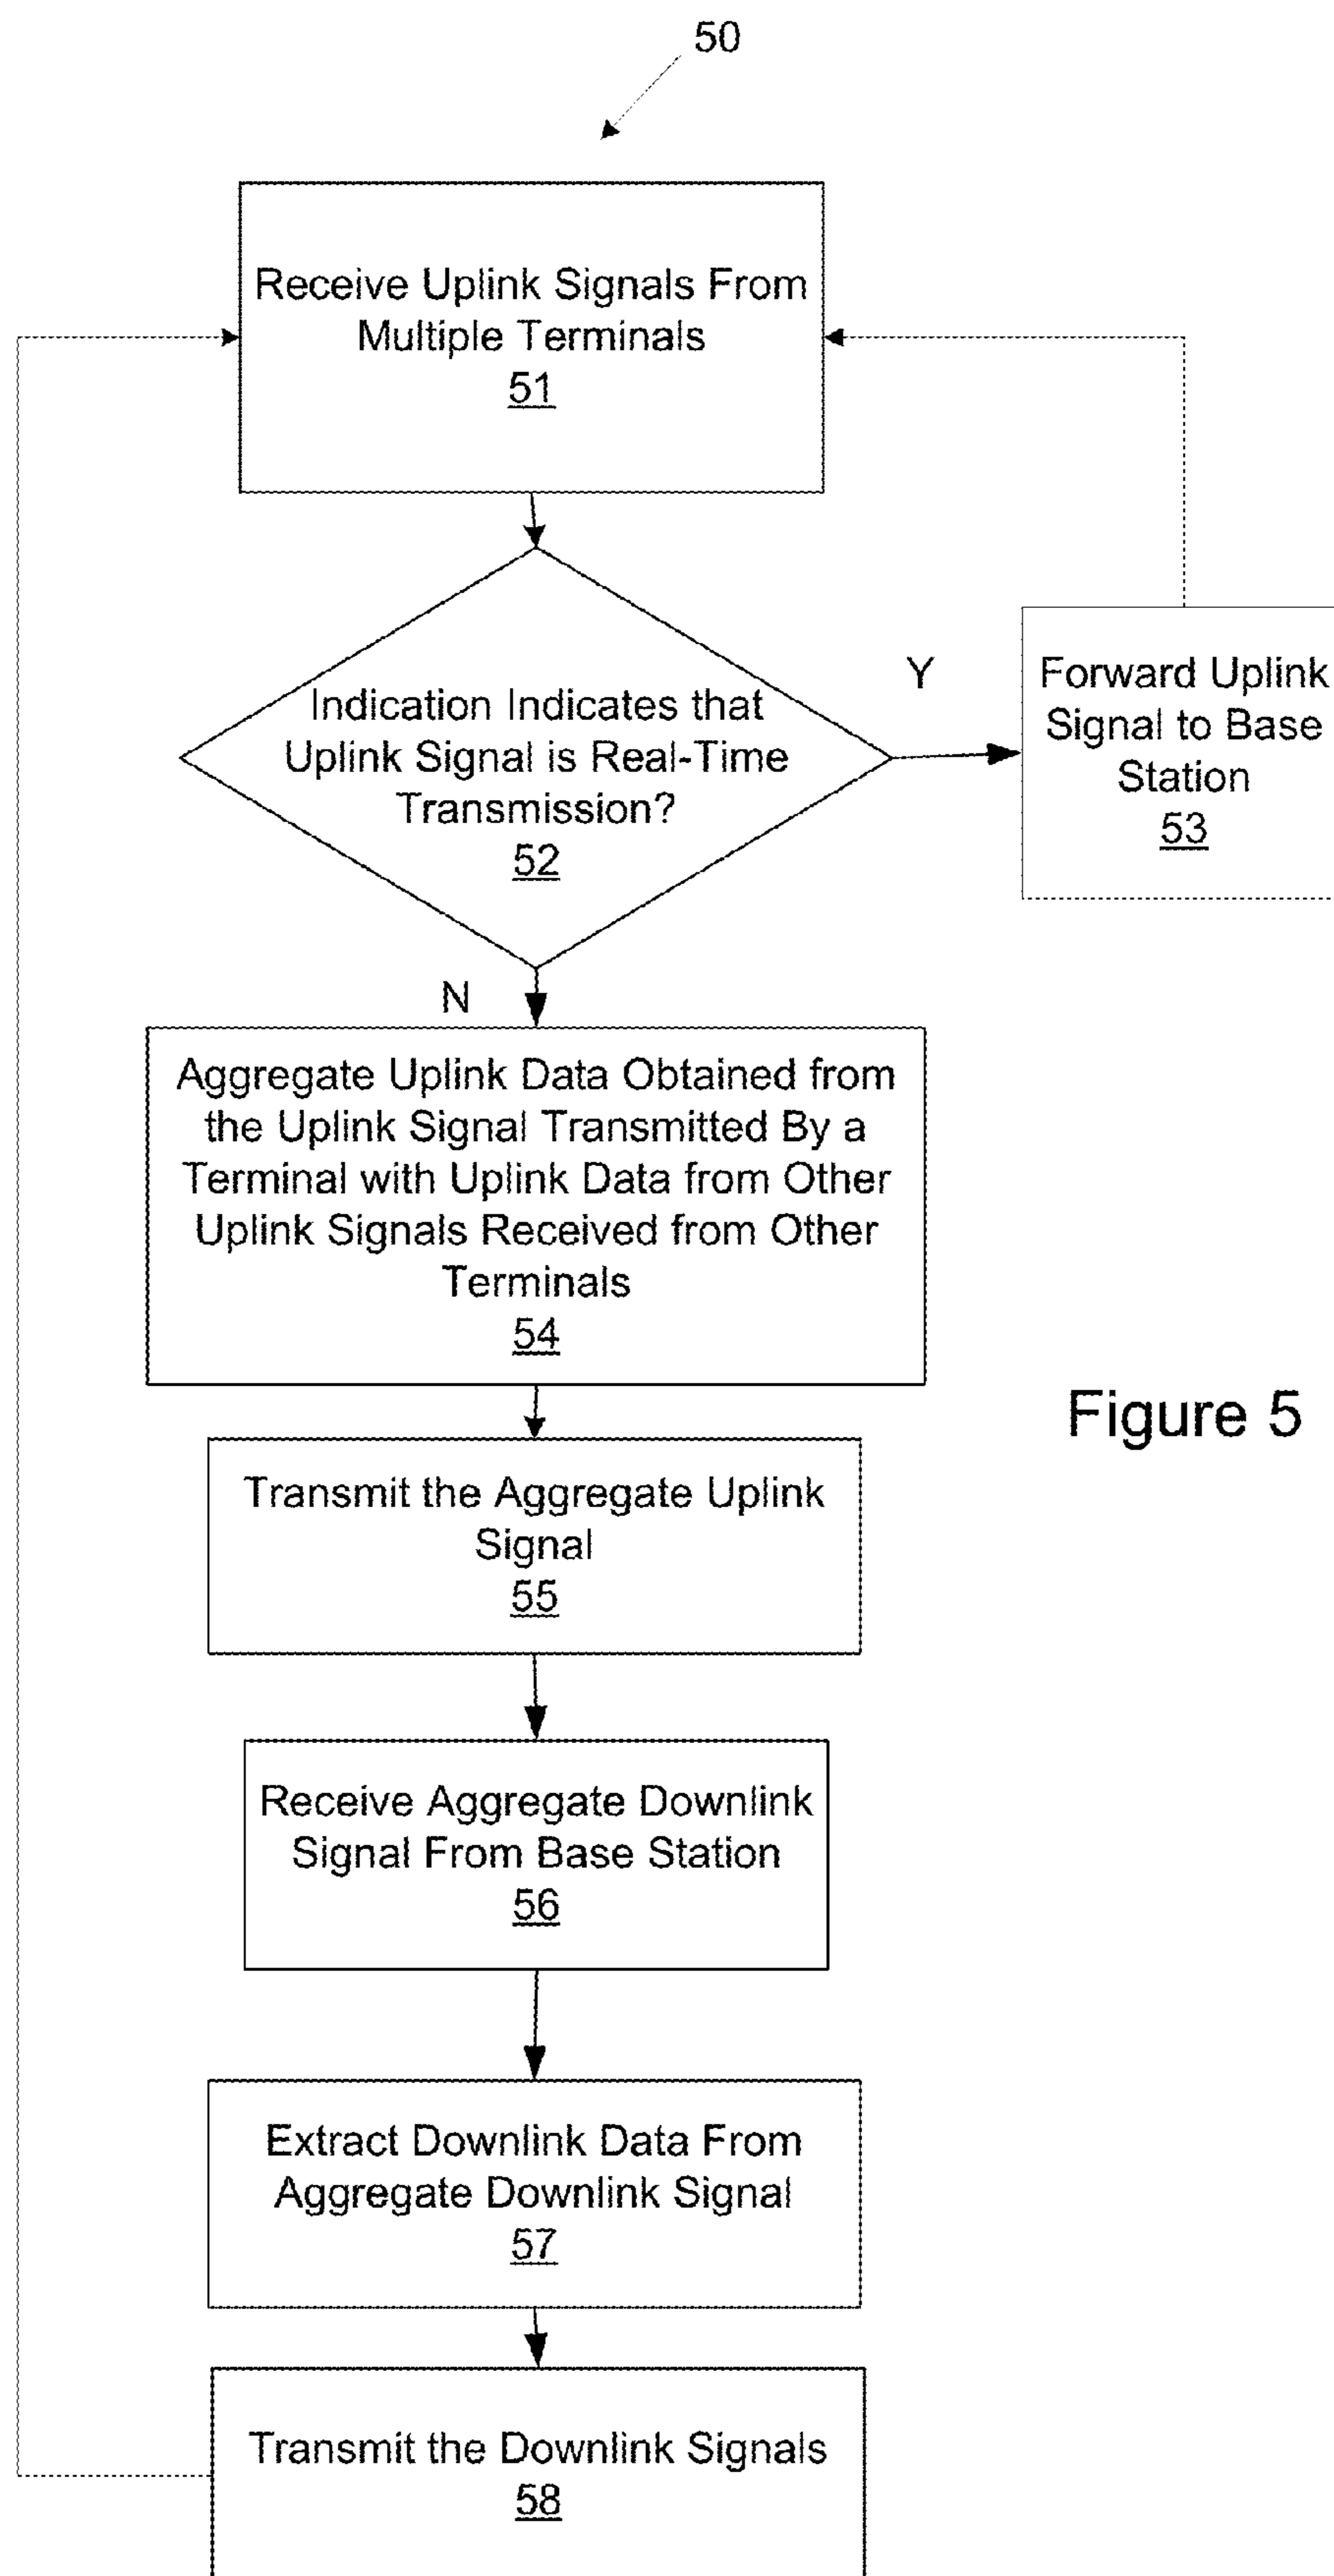 50
Receive Uplink Signals From
Multiple Terminals
51
Indication Indicates that
Uplink Signal is Real-Time
Transmission?
52
Y
Forward Uplink
Signal to Base
Station
53
N
Aggregate Uplink Data Obtained from
the Uplink Signal Transmitted By a
Terminal with Uplink Data from Other
Uplink Signals Received from Other
Terminals
54
Figure 5
Transmit the Aggregate Uplink
Signal
55
Receive Aggregate Downlink
Signal From Base Station
56
Extract Downlink Data From
Aggregate Downlink Signal
57
Transmit the Downlink Signals
58